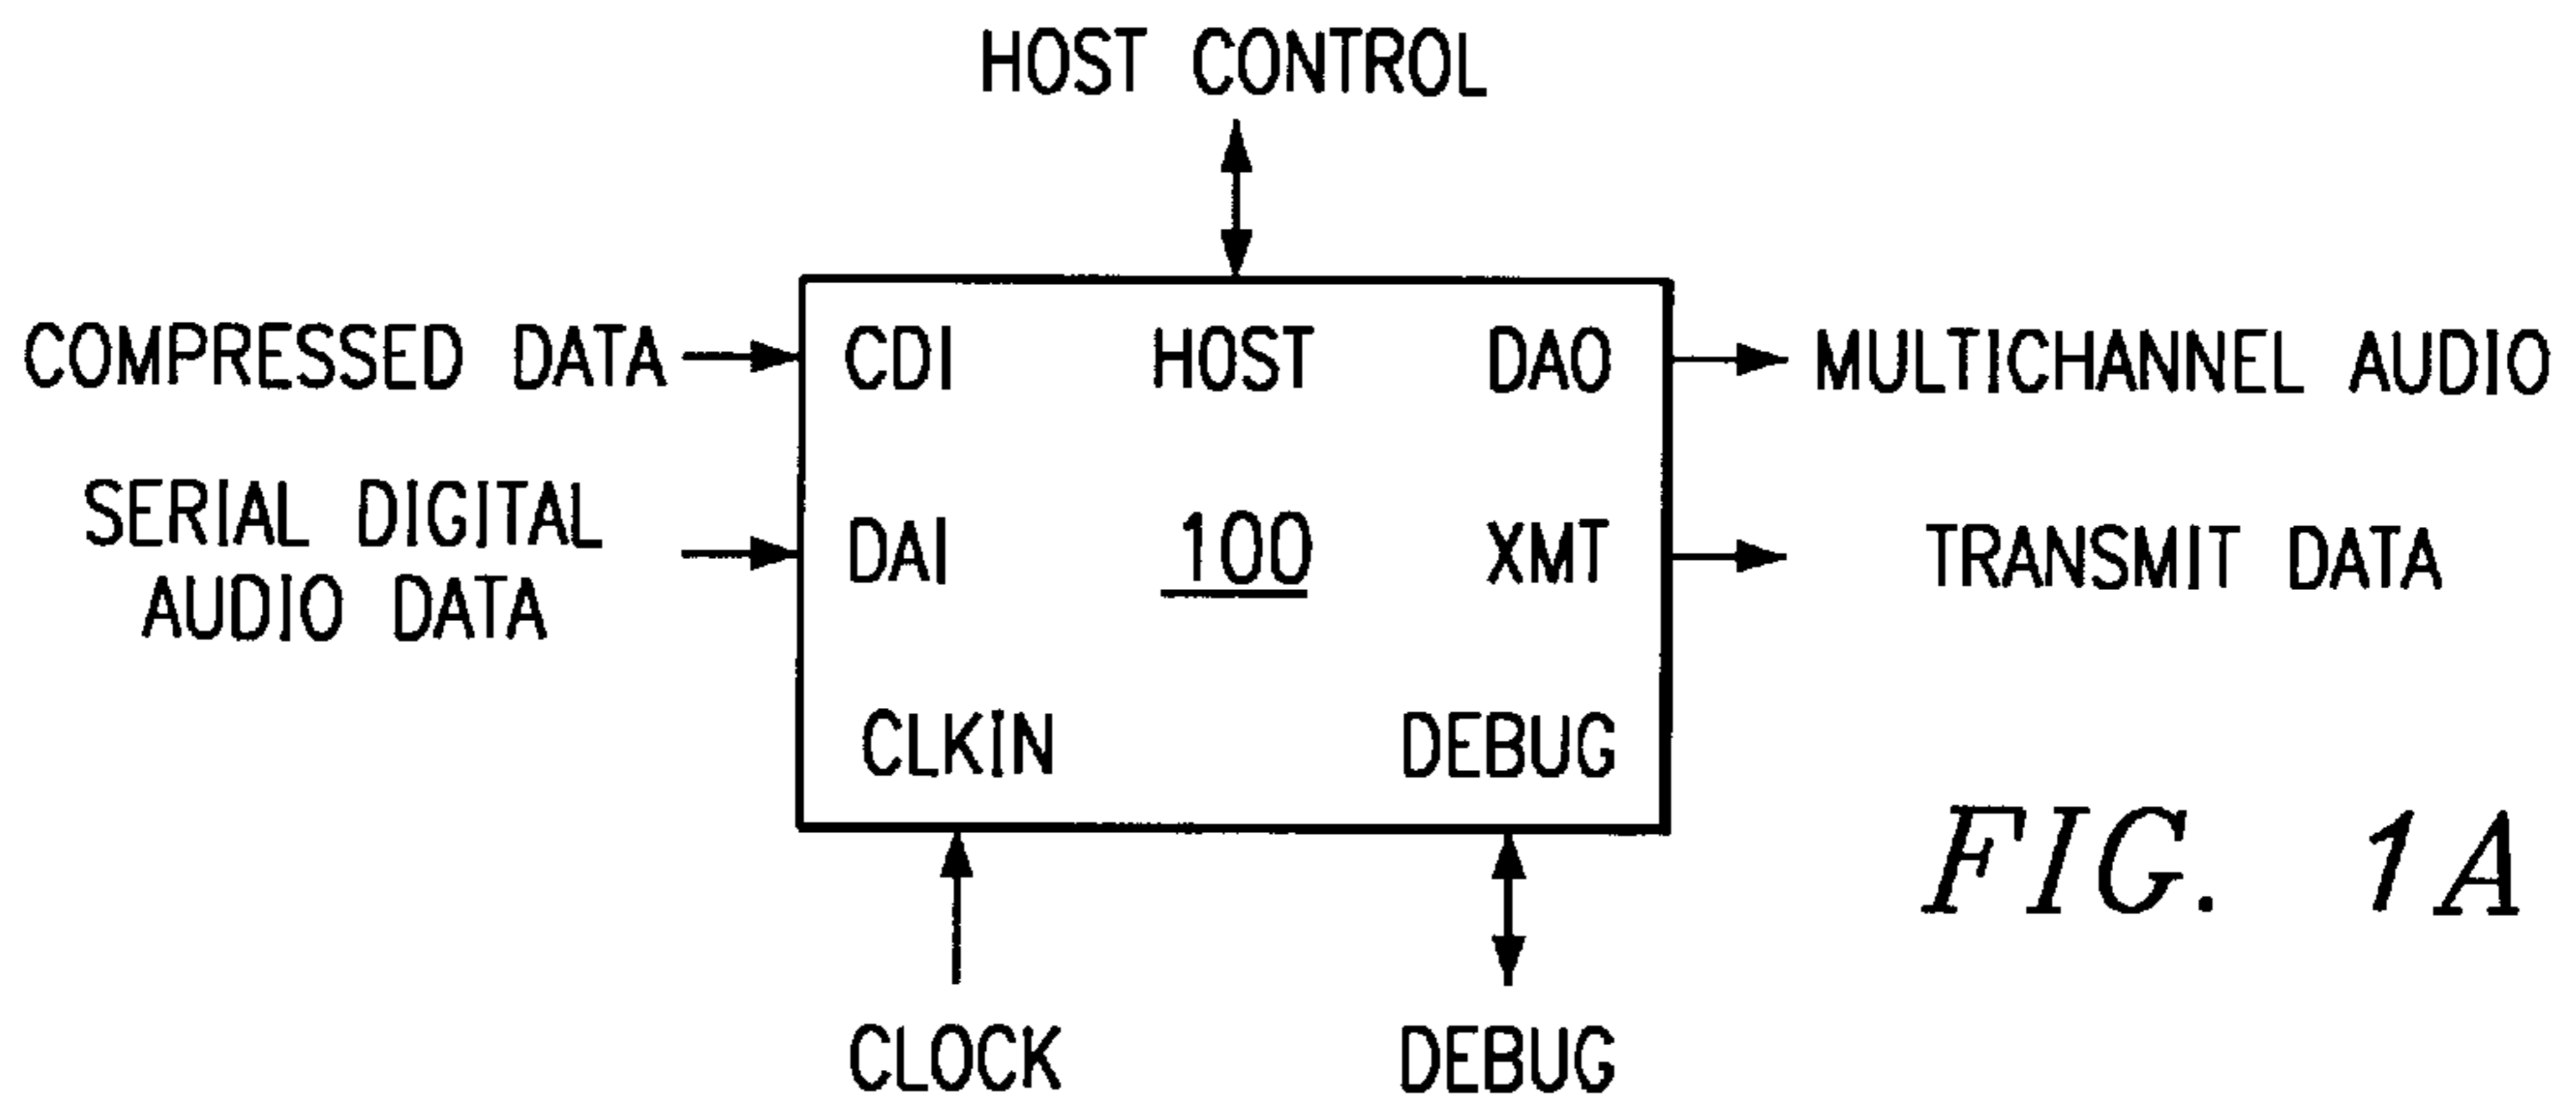 HOST CONTROL
COMPRESSED DATA CDI HOST DAO MULTICHANNEL AUDIO
SERIAL DIGITAL
AUDIO DATA
DAI 100 XMT TRANSMIT DATA
CLKIN DEBUG
CLOCK DEBUG
FIG. 1A